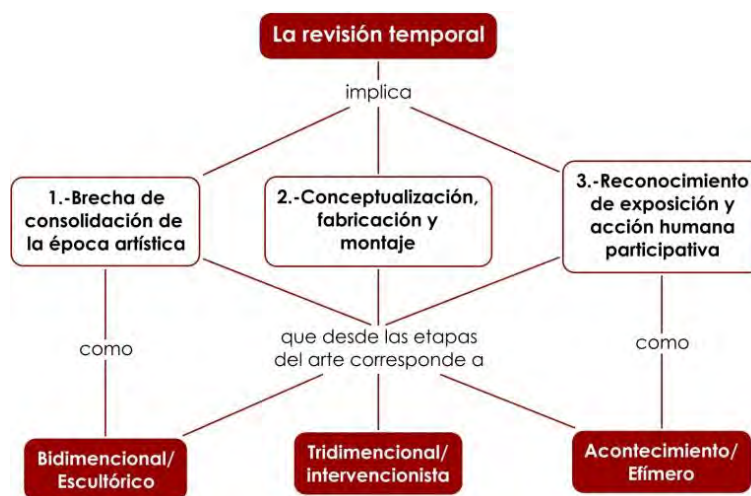 La revisión temporal
implica
1.-Brecha de
consolidación de
la época artística
2.-Conceptualización,
fabricación y
montaje
3.-Reconocimiento
de exposición y
acción humana
participativa
como
que desde las etapas
del arte corresponde a
como
Bidimencional/
Escultórico
Tridimencional/
intervencionista
Acontecimiento/
Efímero